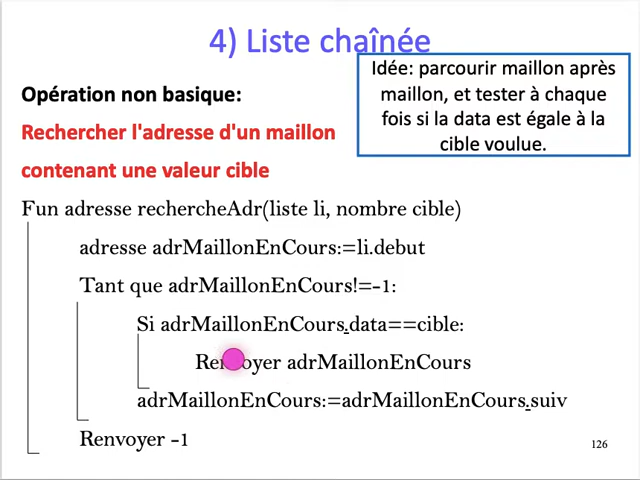 4) Liste chaînée
Idée: parcourir maillon après
maillon, et tester à chaque
fois si la data est égale à la
cible voulue.
Opération non basique:
Rechercher l'adresse d'un maillon
contenant une valeur cible
Fun adresse rechercheAdr(liste li, nombre cible)
adresse adrMaillonEnCours:=li.debut
Tant que adrMaillonEnCours!=-1:
Si adrMaillonEnCours.data==cible:
Renvoyer adrMaillonEnCours
adrMaillonEnCours:=adrMaillonEnCours.suiv
Renvoyer -1
126